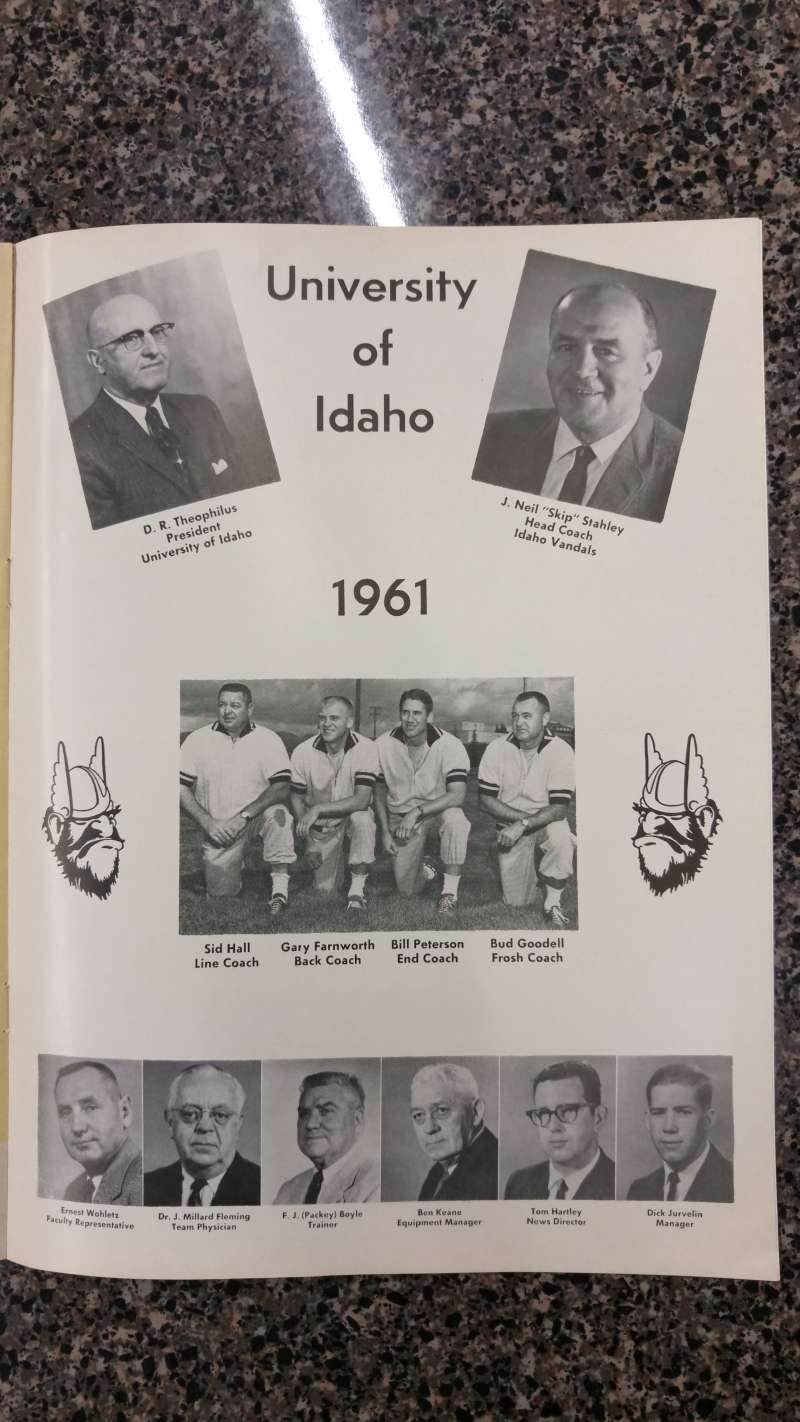 University
of
Idaho
D. R. Theophilus
President
University of Idaho
J. Neil "Skip" Stahley
Head Coach
Idaho Vandals
1961
Sid Hall
Line Coach
Gary Farnworth
Back Coach
Bill Peterson
End Coach
Bud Goodell
Frosh Coach
Ernest Wohletz
Faculty Representative
Dr. J. Millard Fleming
Team Physician
F. J. (Packey) Boyle
Trainer
Ben Keane
Equipment Manager
Tom Hartley
News Director
Dick Jurvelin
Manager